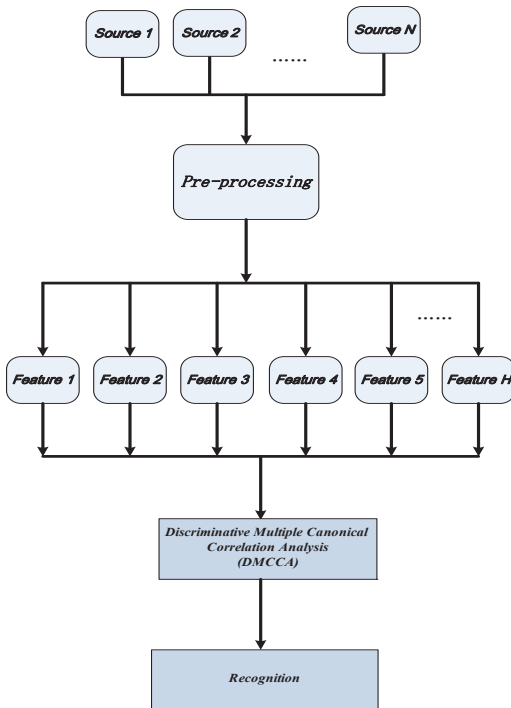 Source 1
Source 2
......
Source N
Pre-processing
......
Feature 1
Feature 2
Feature 3
Feature 4
Feature 5
Feature H
Discriminative Multiple Canonical
Correlation Analysis
(DMCCA)
Recognition